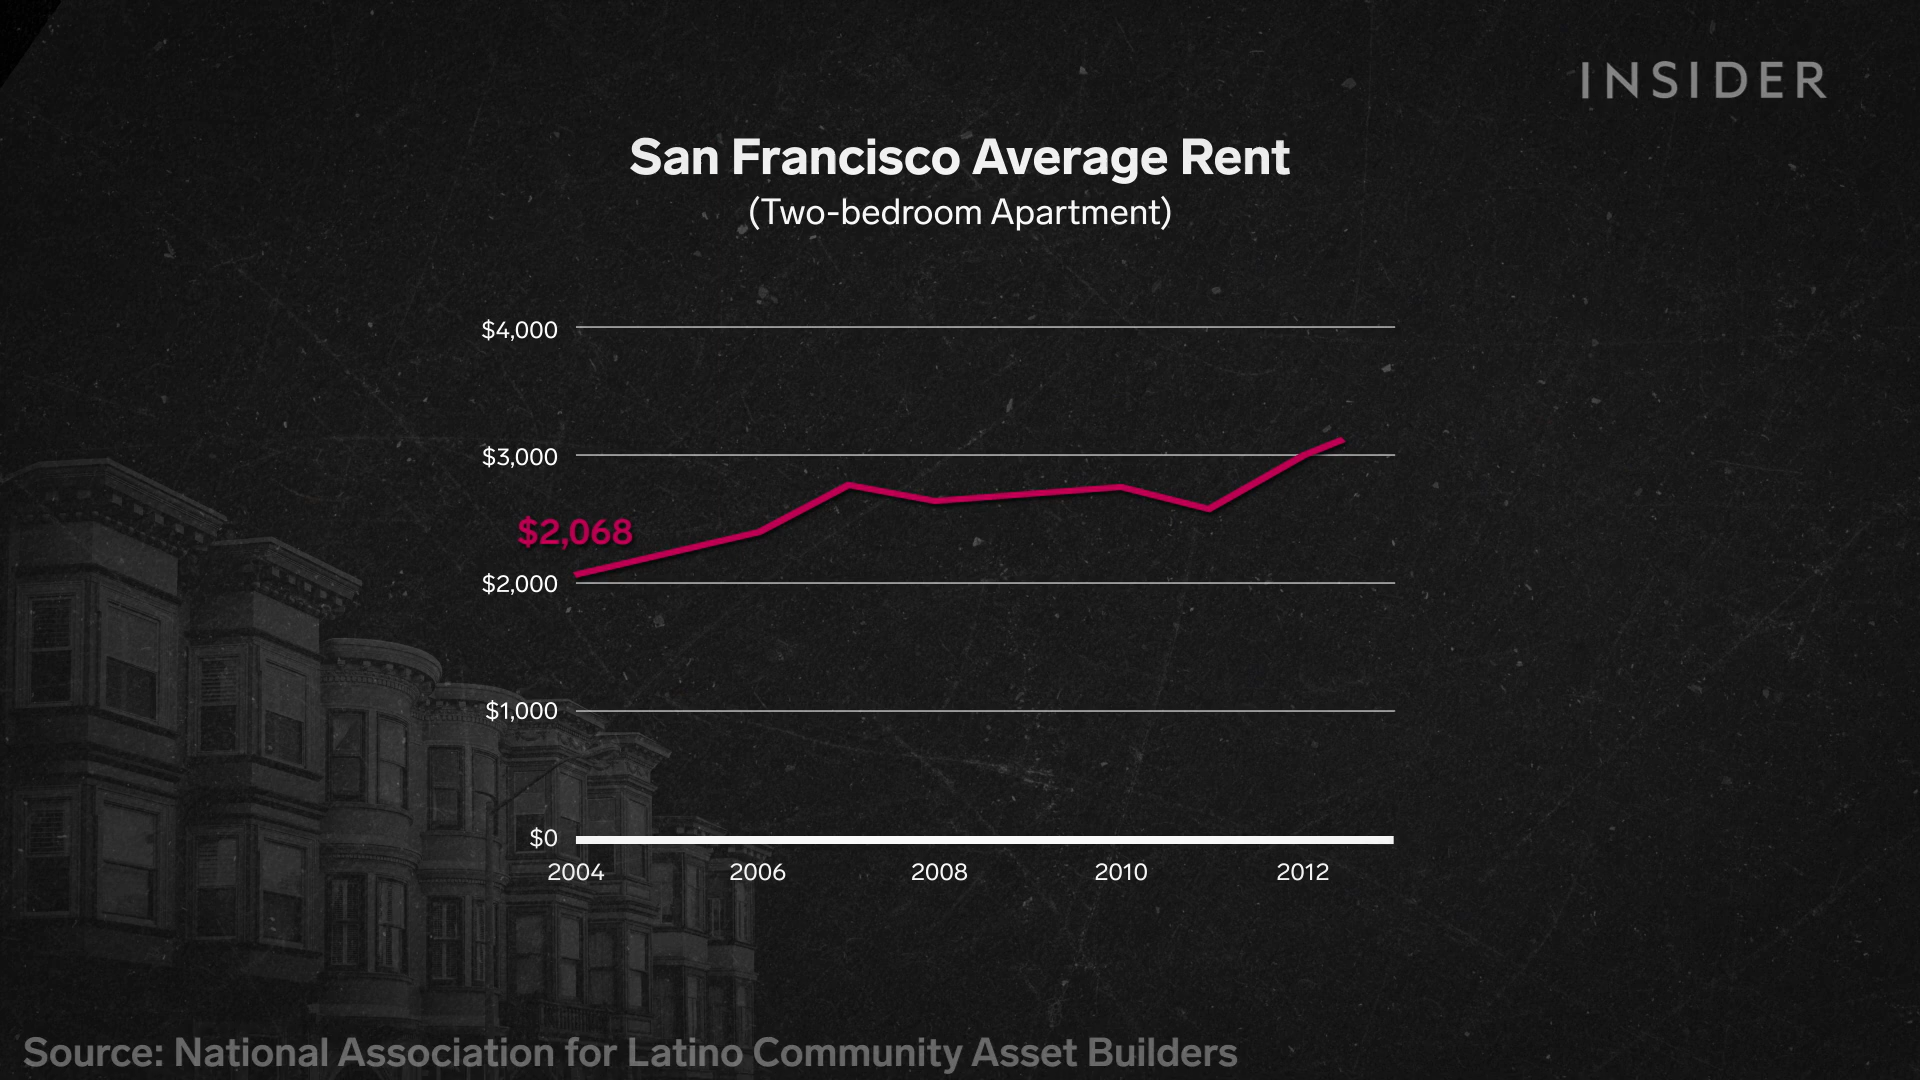 INSIDER
San Francisco Average Rent
(Two-bedroom Apartment)
$4,000
$3,000
$2,068
$2,000
$1,000
$0
2004 2006 2008 2010 2012
Source: National Association for Latino Community Asset Builders